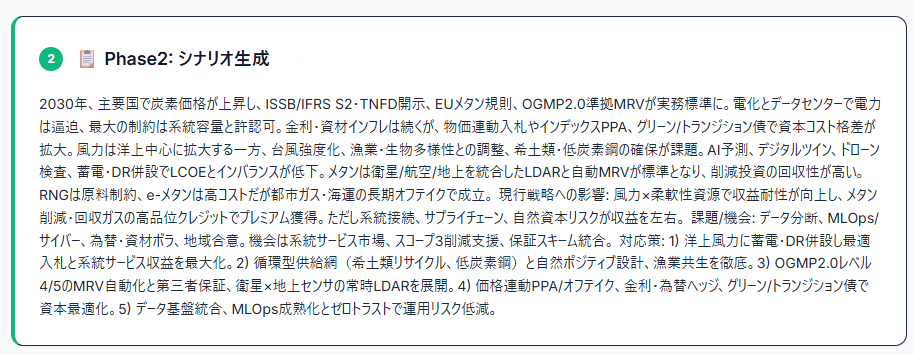 2 📋 Phase2: シナリオ生成
2030年、主要国で炭素価格が上昇し、ISSB/IFRS S2・TNFD開示、EUメタン規則、OGMP2.0準拠MRVが実務標準に。電化とデータセンターで電力
は逼迫、最大の制約は系統容量と許認可。金利・資材インフレは続くが、物価連動入札やインデックスPPA、グリーン/トランジション債で資本コスト格差が
拡大。風力は洋上中心に拡大する一方、台風強度化、漁業・生物多様性との調整、希土類・低炭素鋼の確保が課題。AI予測、デジタルツイン、ドローン
検査、蓄電・DR併設でLCOEとインバランスが低下。メタンは衛星/航空/地上を統合したLDARと自動MRVが標準となり、削減投資の回収性が高い。
RNGは原料制約、e-メタンは高コストだが都市ガス・海運の長期オフテイクで成立。 現行戦略への影響: 風力×柔軟性資源で収益耐性が向上し、メタン
削減・回収ガスの高品位クレジットでプレミアム獲得。ただし系統接続、サプライチェーン、自然資本リスクが収益を左右。 課題/機会: データ分断、MLOps/
サイバー、為替・資材ボラ、地域合意。機会は系統サービス市場、スコープ3削減支援、保証スキーム統合。 対応策: 1) 洋上風力に蓄電・DR併設し最適
入札と系統サービス収益を最大化。2) 循環型供給網（希土類リサイクル、低炭素鋼）と自然ポジティブ設計、漁業共生を徹底。3) OGMP2.0レベル
4/5のMRV自動化と第三者保証、衛星×地上センサの常時LDARを展開。4) 価格連動PPA/オフテイク、金利・為替ヘッジ、グリーン/トランジション債で
資本最適化。5) データ基盤統合、MLOps成熟化とゼロトラストで運用リスク低減。